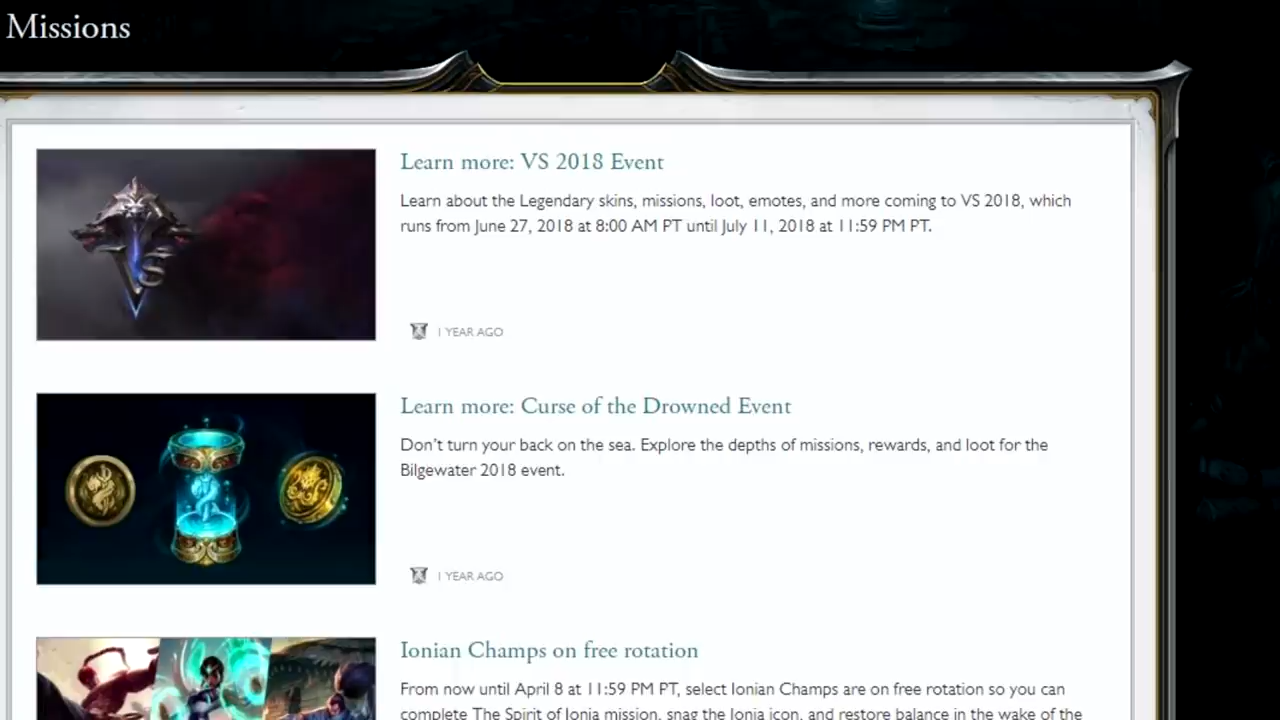 Missions
Learn more: VS 2018 Event
Learn about the Legendary skins, missions, loot, emotes, and more coming to VS 2018, which
runs from June 27, 2018 at 8:00 AM PT until July 11, 2018 at 11:59 PM PT.
VS
1 YEAR AGO
Learn more: Curse of the Drowned Event
Don't turn your back on the sea. Explore the depths of missions, rewards, and loot for the
Bilgewater 2018 event.
1 YEAR AGO
Ionian Champs on free rotation
From now until April 8 at 11:59 PM PT, select Ionian Champs are on free rotation so you can
complete The Spirit of Ionia mission, snag the Ionia icon, and restore balance in the wake of the